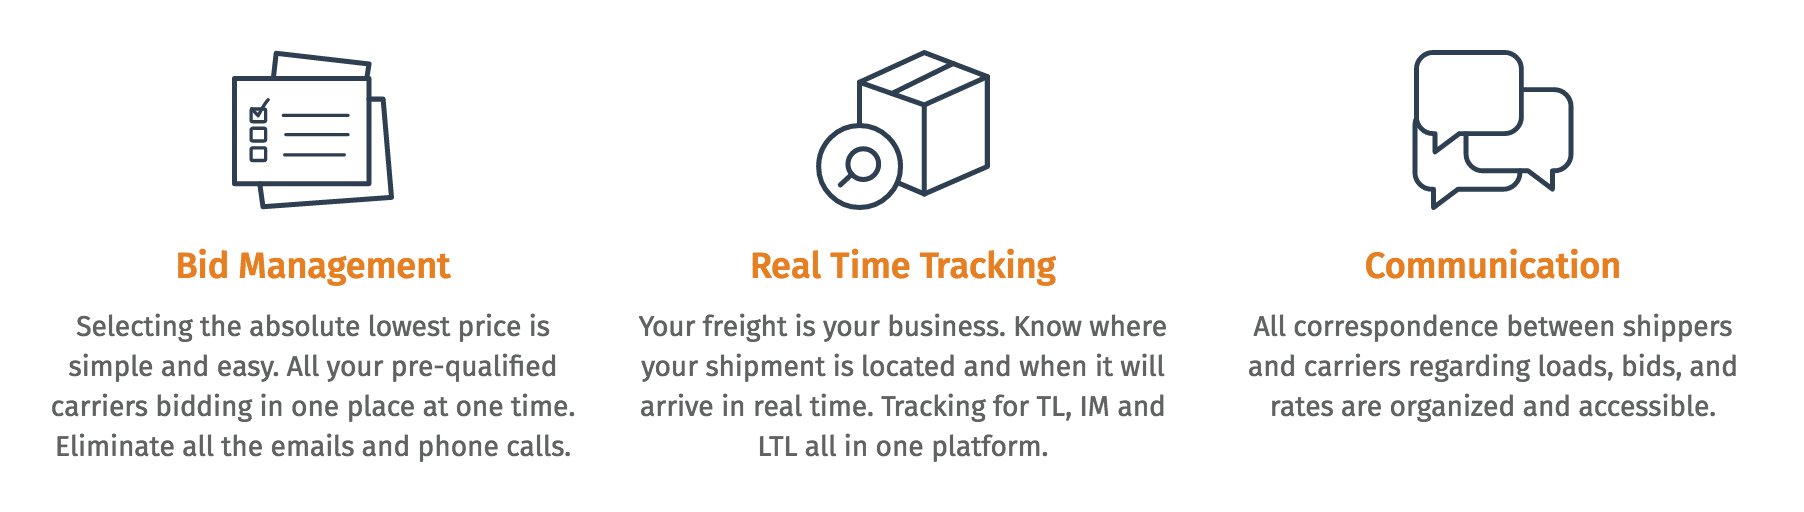 Bid Management
Selecting the absolute lowest price is
simple and easy. All your pre-qualified
carriers bidding in one place at one time.
Eliminate all the emails and phone calls.
Real Time Tracking
Your freight is your business. Know where
your shipment is located and when it will
arrive in real time. Tracking for TL, IM and
LTL all in one platform.
Communication
All correspondence between shippers
and carriers regarding loads, bids, and
rates are organized and accessible.